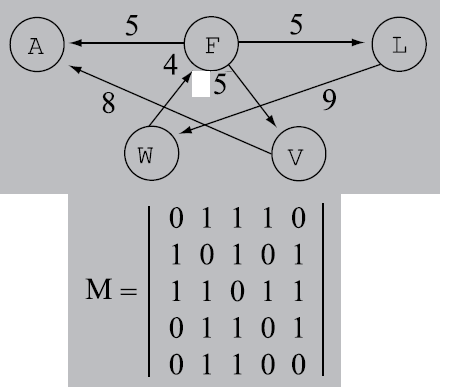 5 5
A F L
4 5
8 9
W V
0 1 1 1 0
1 0 1 0 1
M = 1 1 0 1 1
0 1 1 0 1
0 1 1 0 0